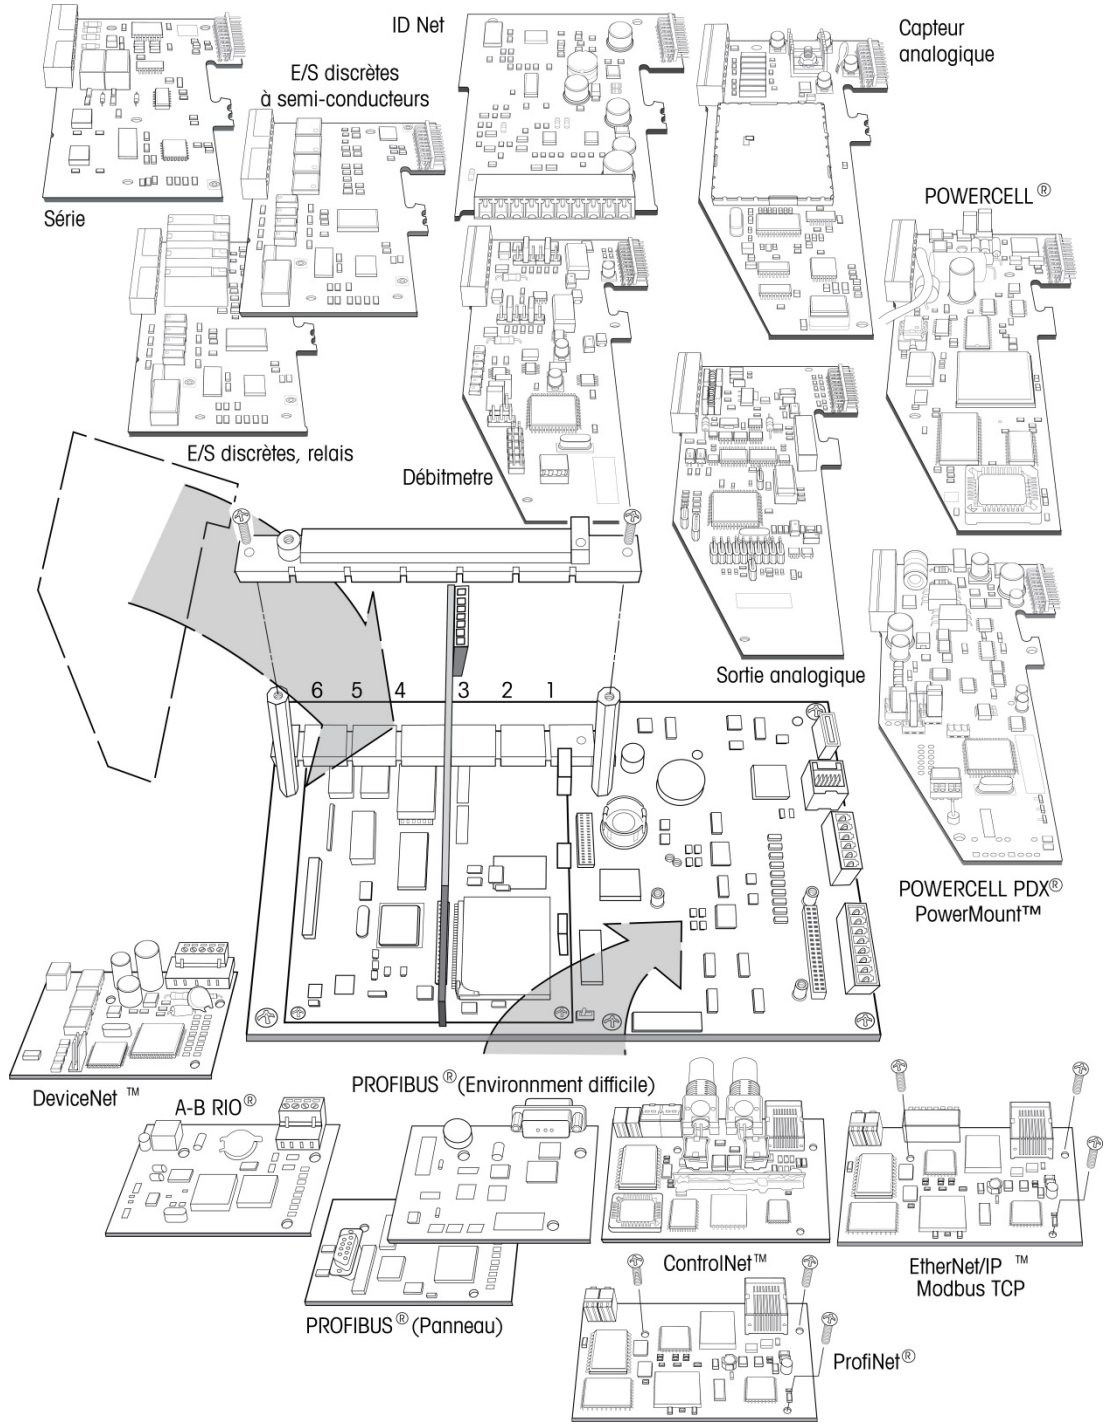 ID Net
Capteur
analogique
E/S discrètes
à semi-conducteurs
Série
POWERCELL ®
E/S discrètes, relais
Débitmetre
Sortie analogique
6 5 4 3 2 1
POWERCELL PDX®
PowerMount™
DeviceNet ™
PROFIBUS ® (Environnment difficile)
A-B RIO ®
ControlNet™
EtherNet/IP ™
Modbus TCP
PROFIBUS ® (Panneau)
ProfiNet ®